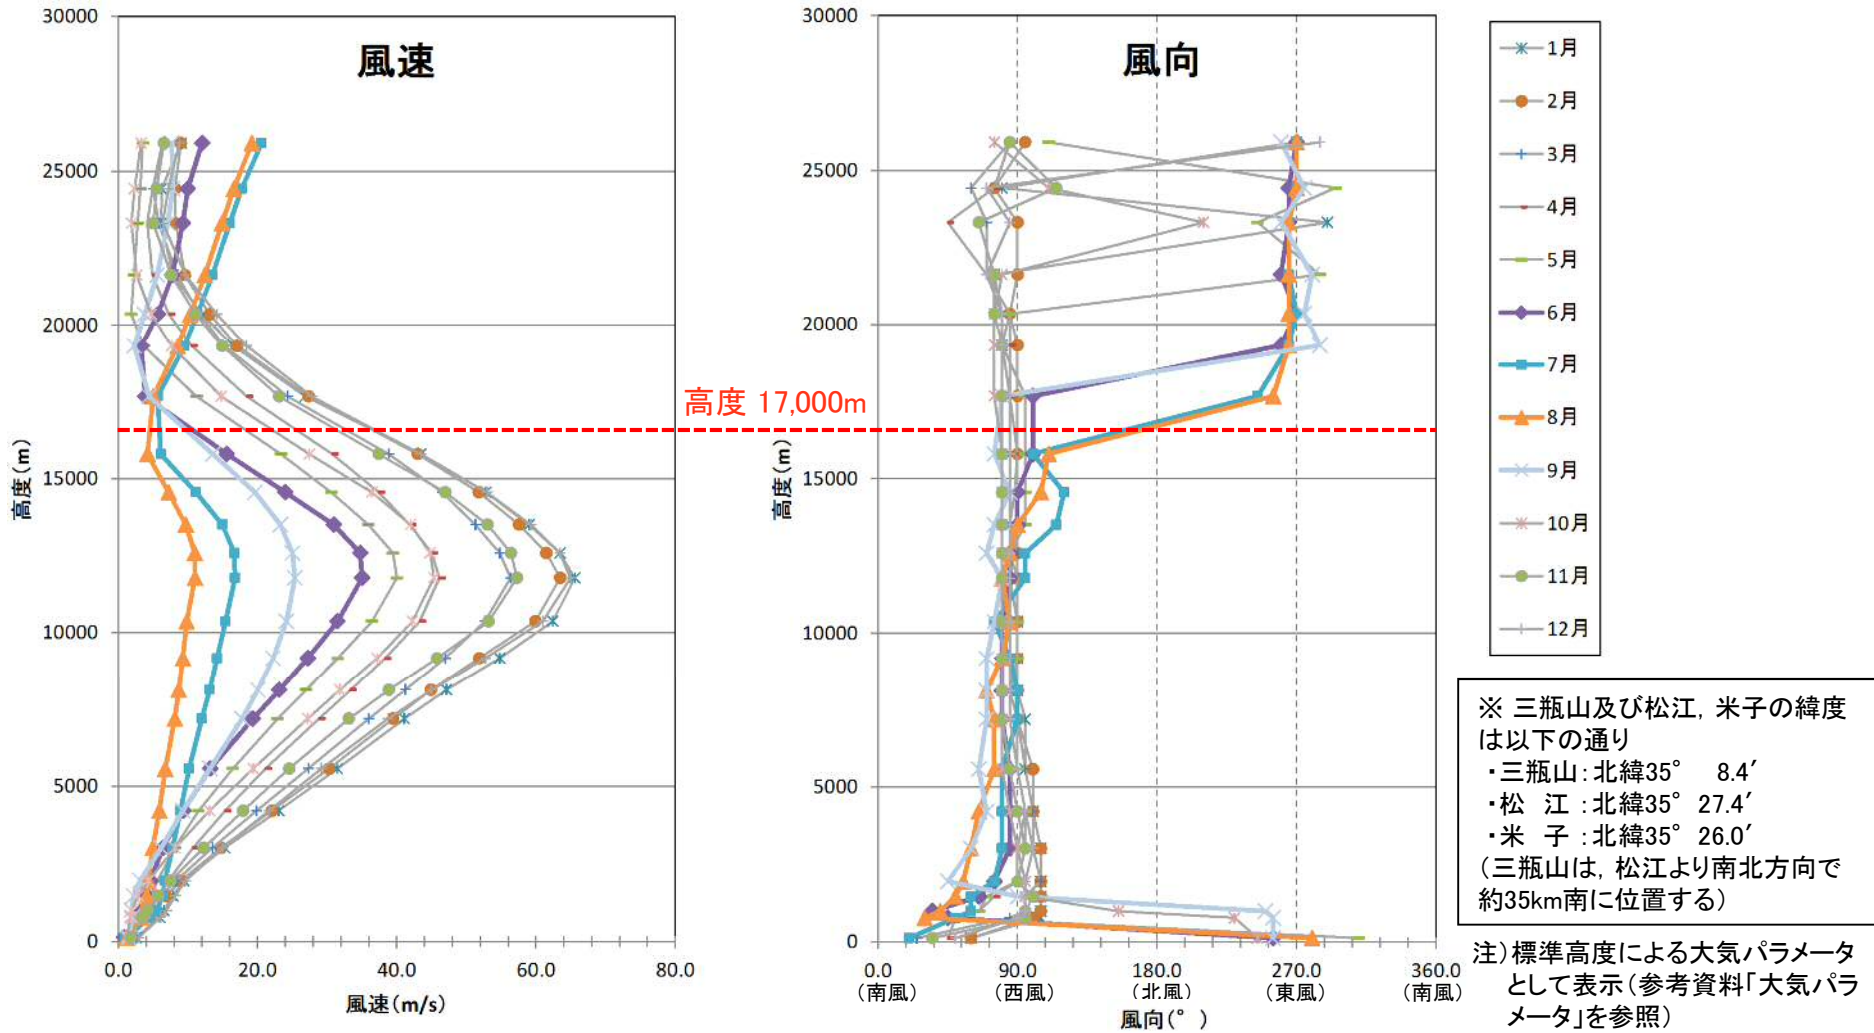 風速
30000
25000
20000
15000
10000
5000
0
高度(m)
0.0
20.0
40.0
60.0
80.0
風速(m/s)
高度 17,000m
風向
30000
25000
20000
15000
10000
5000
0
高度(m)
0.0
90.0
180.0
270.0
360.0
(南風)
(西風)
(北風)
(東風)
(南風)
風向(°)
1月
2月
3月
4月
5月
6月
7月
8月
9月
10月
11月
12月
※ 三瓶山及び松江, 米子の緯度
は以下の通り
・三瓶山:北緯35° 8.4′
・松 江:北緯35° 27.4′
・米 子:北緯35° 26.0′
(三瓶山は, 松江より南北方向で
約35km南に位置する)
注)標準高度による大気パラメータ
として表示(参考資料「大気パラ
メータ」を参照)